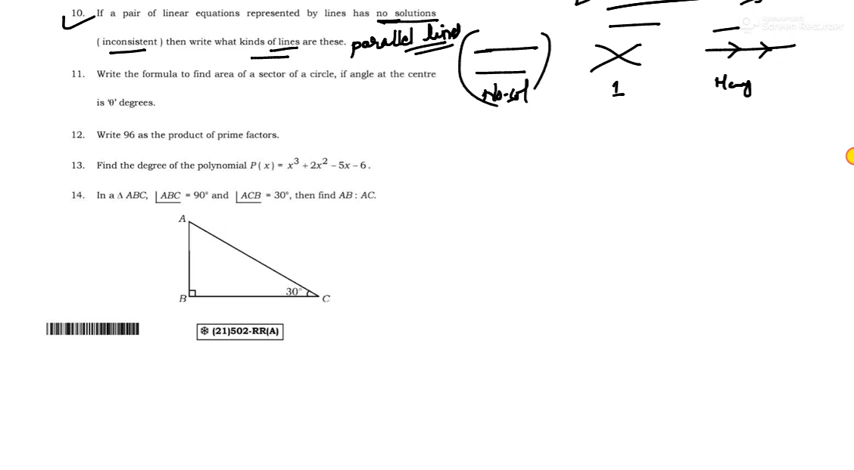 10. If a pair of linear equations represented by lines has no solutions
( inconsistent ) then write what kinds of lines are these. parallel lines
No-sol
1
Many
11. Write the formula to find area of a sector of a circle, if angle at the centre
is 'θ' degrees.
12. Write 96 as the product of prime factors.
13. Find the degree of the polynomial P ( x ) = x³ + 2x² – 5x – 6 .
14. In a Δ ABC, ∠ABC = 90° and ∠ACB = 30°, then find AB : AC.
A
B
30°
C
❊ (21)502-RR(A)